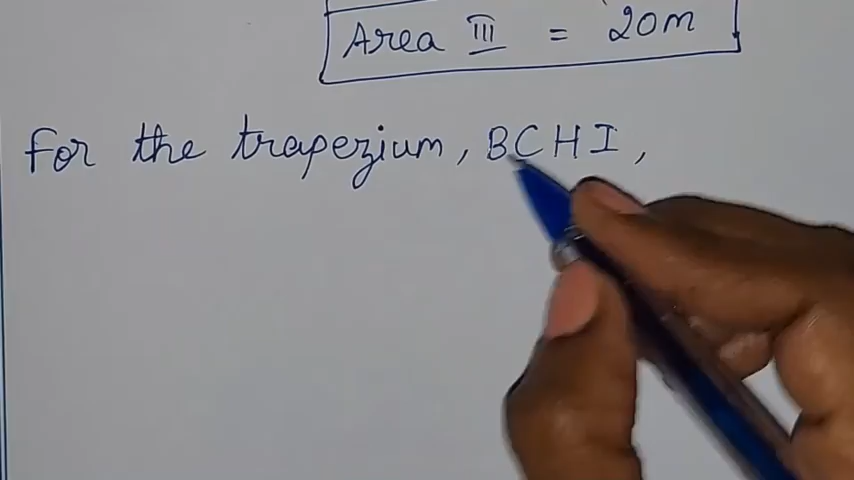 Area III = 20m
For the trapezium, BCHI,